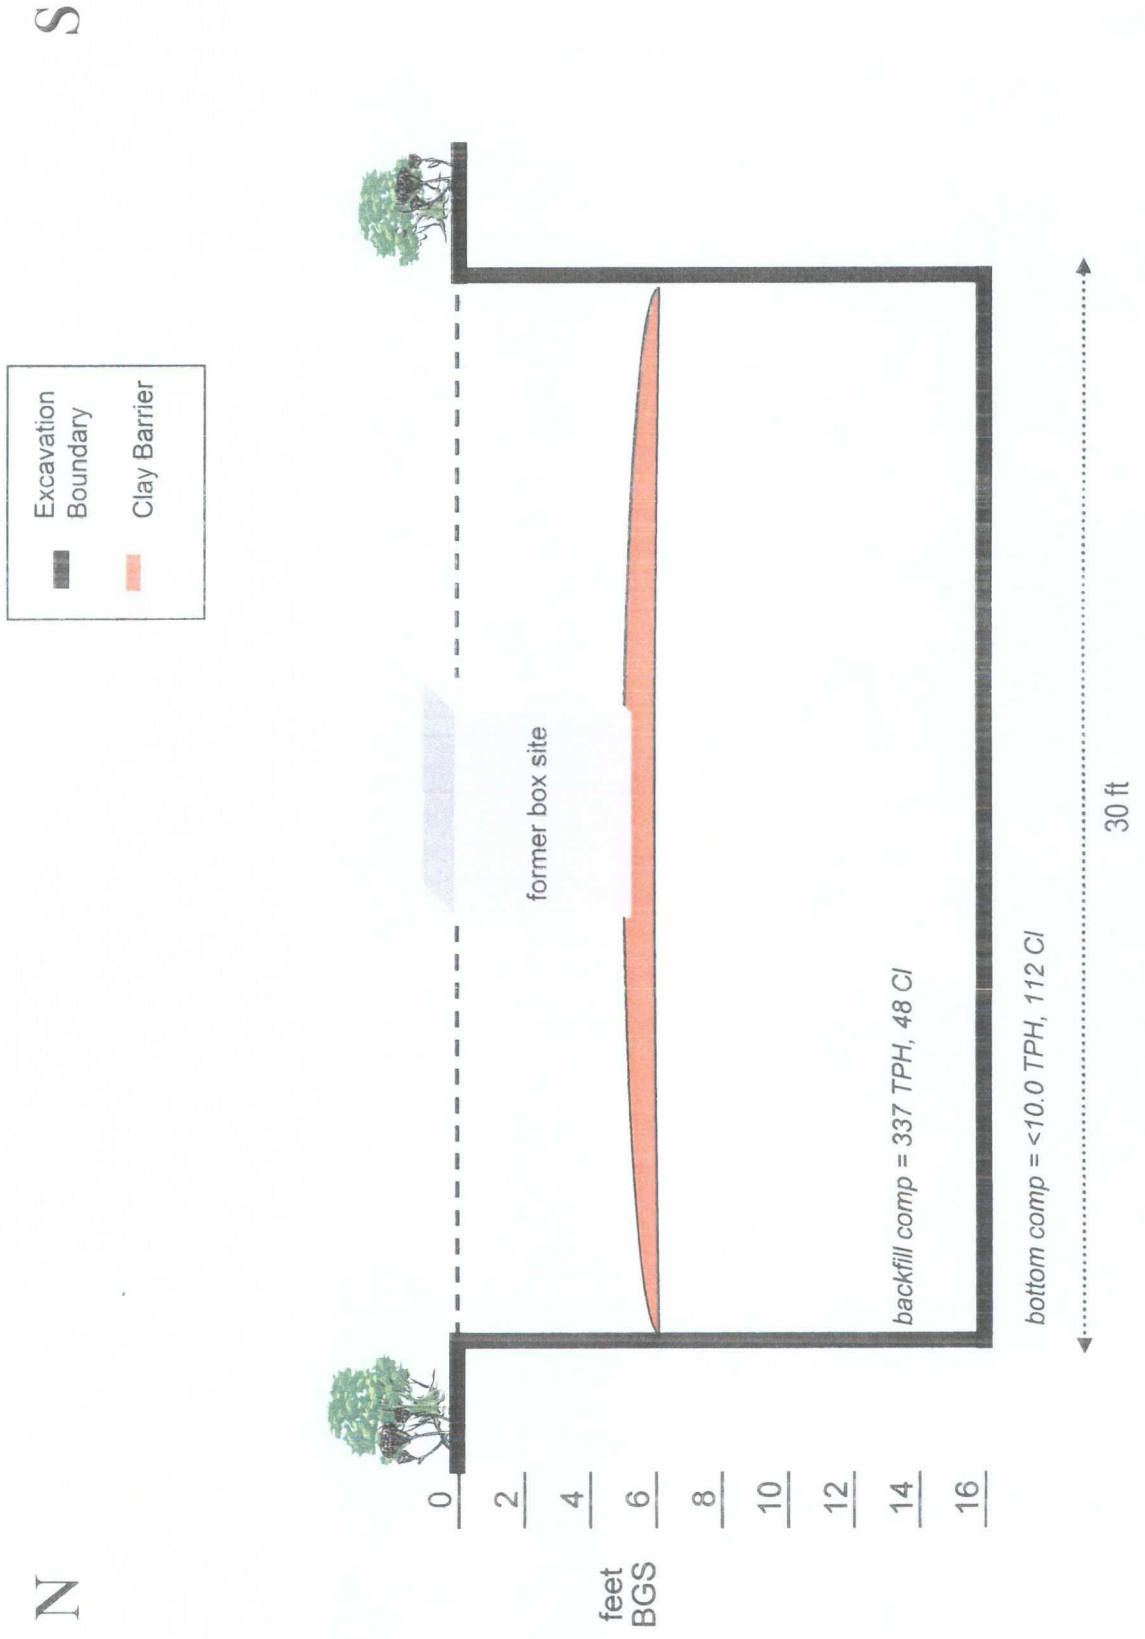 N
S
Excavation
Boundary
Clay Barrier
former box site
feet
BGS
0
2
4
6
8
10
12
14
16
backfill comp = 337 TPH, 48 Cl
bottom comp = <10.0 TPH, 112 Cl
30 ft